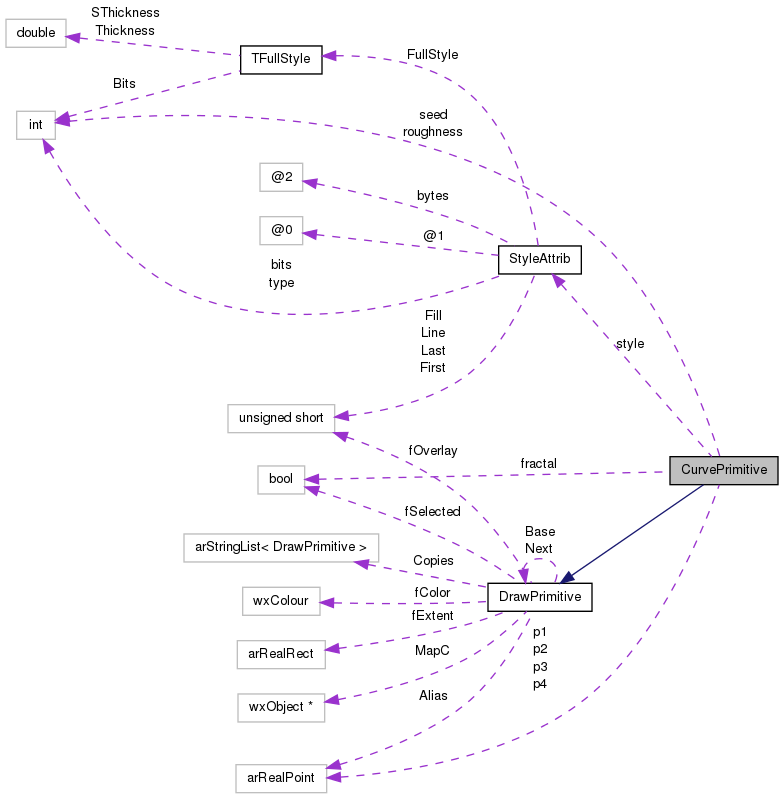 SThickness
Thickness
double
TFullStyle
FullStyle
Bits
seed
roughness
int
@2
bytes
@0
@1
StyleAttrib
bits
type
Fill
Line
Last
First
style
unsigned short
fOverlay
fractal
CurvePrimitive
bool
fSelected
Base
Next
arStringList< DrawPrimitive >
Copies
DrawPrimitive
wxColour
fColor
fExtent
arRealRect
MapC
p1
p2
p3
p4
wxObject *
Alias
arRealPoint